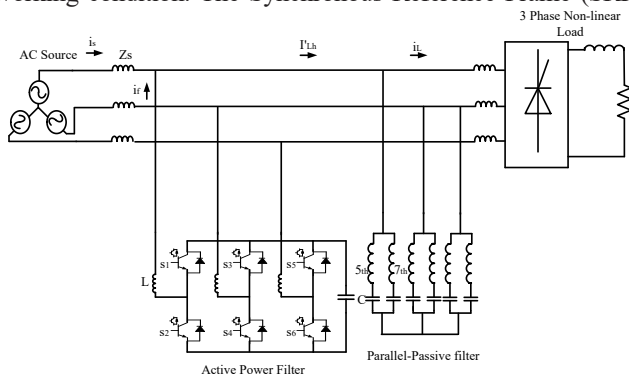 3 Phase Non-linear
Load
AC Source
is
Zs
I'Lh
iL
if
S1
S3
S5
L
C
S2
S4
S6
5th
7th
Active Power Filter
Parallel-Passive filter